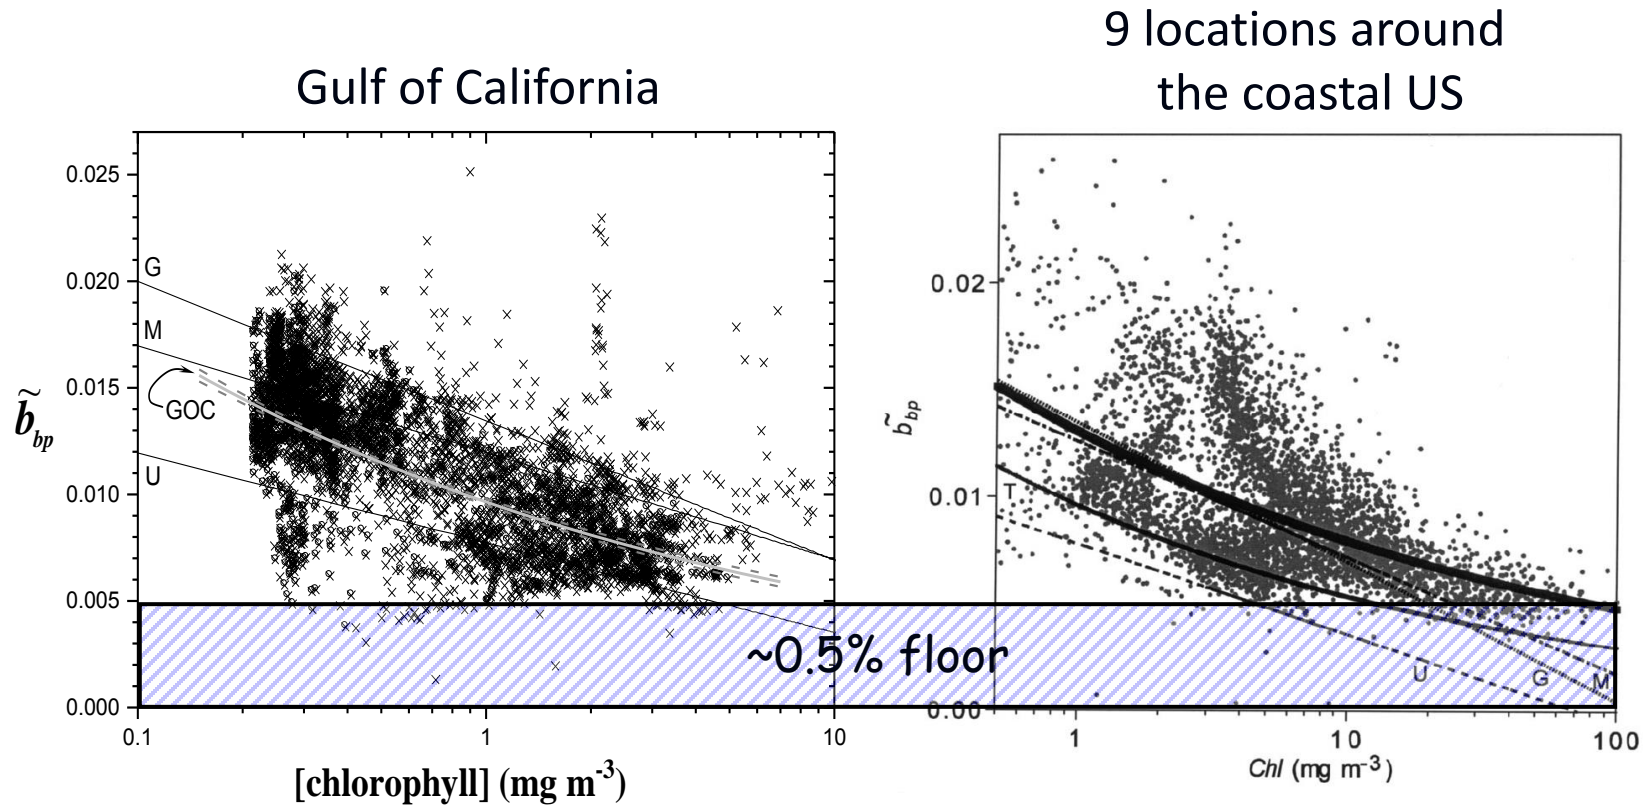 Gulf of California
9 locations around
the coastal US
0.025
0.020
0.015
0.010
0.005
0.000
b̃bp
G
M
GOC
U
0.1
1
10
[chlorophyll] (mg m-3)
~0.5% floor
0.02
0.01
0.00
b̃bp
T
U
G
M
1
10
100
Chl (mg m-3)